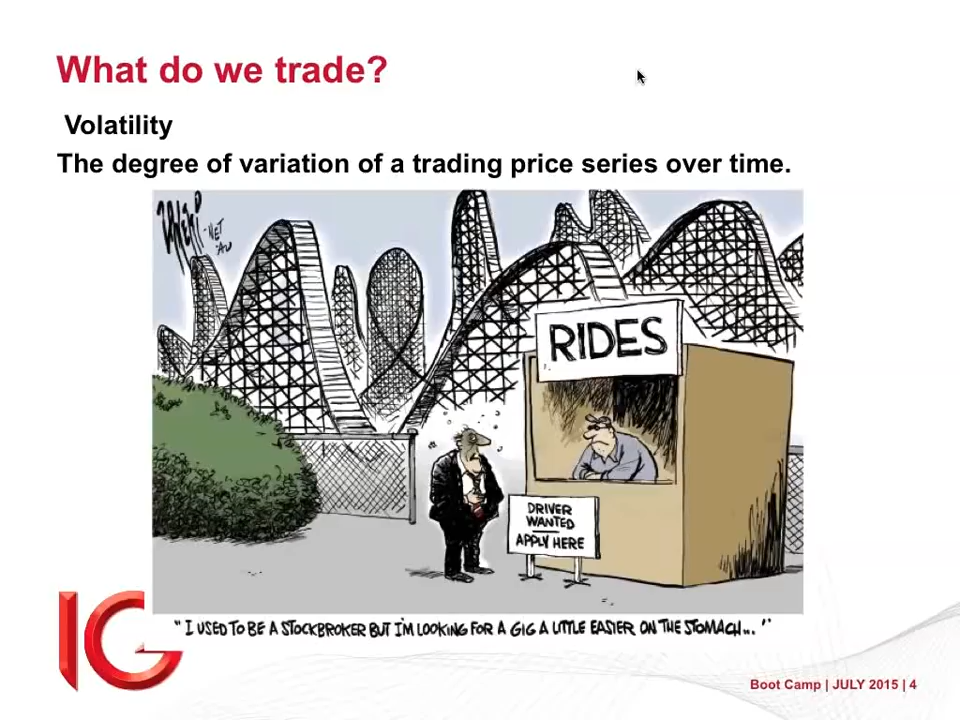 What do we trade?
Volatility
The degree of variation of a trading price series over time.
.NET
.AU
RIDES
DRIVER
WANTED
APPLY HERE
"I USED TO BE A STOCKBROKER BUT I'M LOOKING FOR A GIG A LITTLE EASIER ON THE STOMACH... "
IG
Boot Camp | JULY 2015 | 4